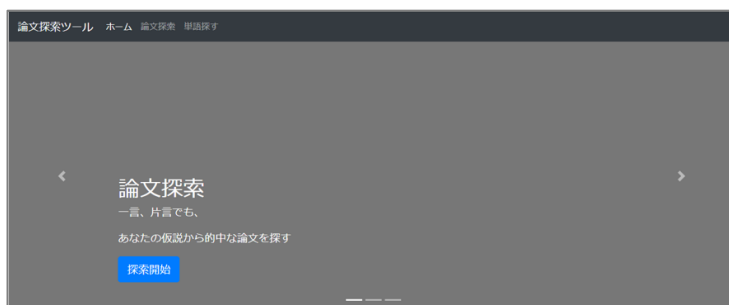 論文探索ツール ホーム 論文探索 単語探す
論文探索
一言、片言でも、
あなたの仮説から的中な論文を探す
探索開始